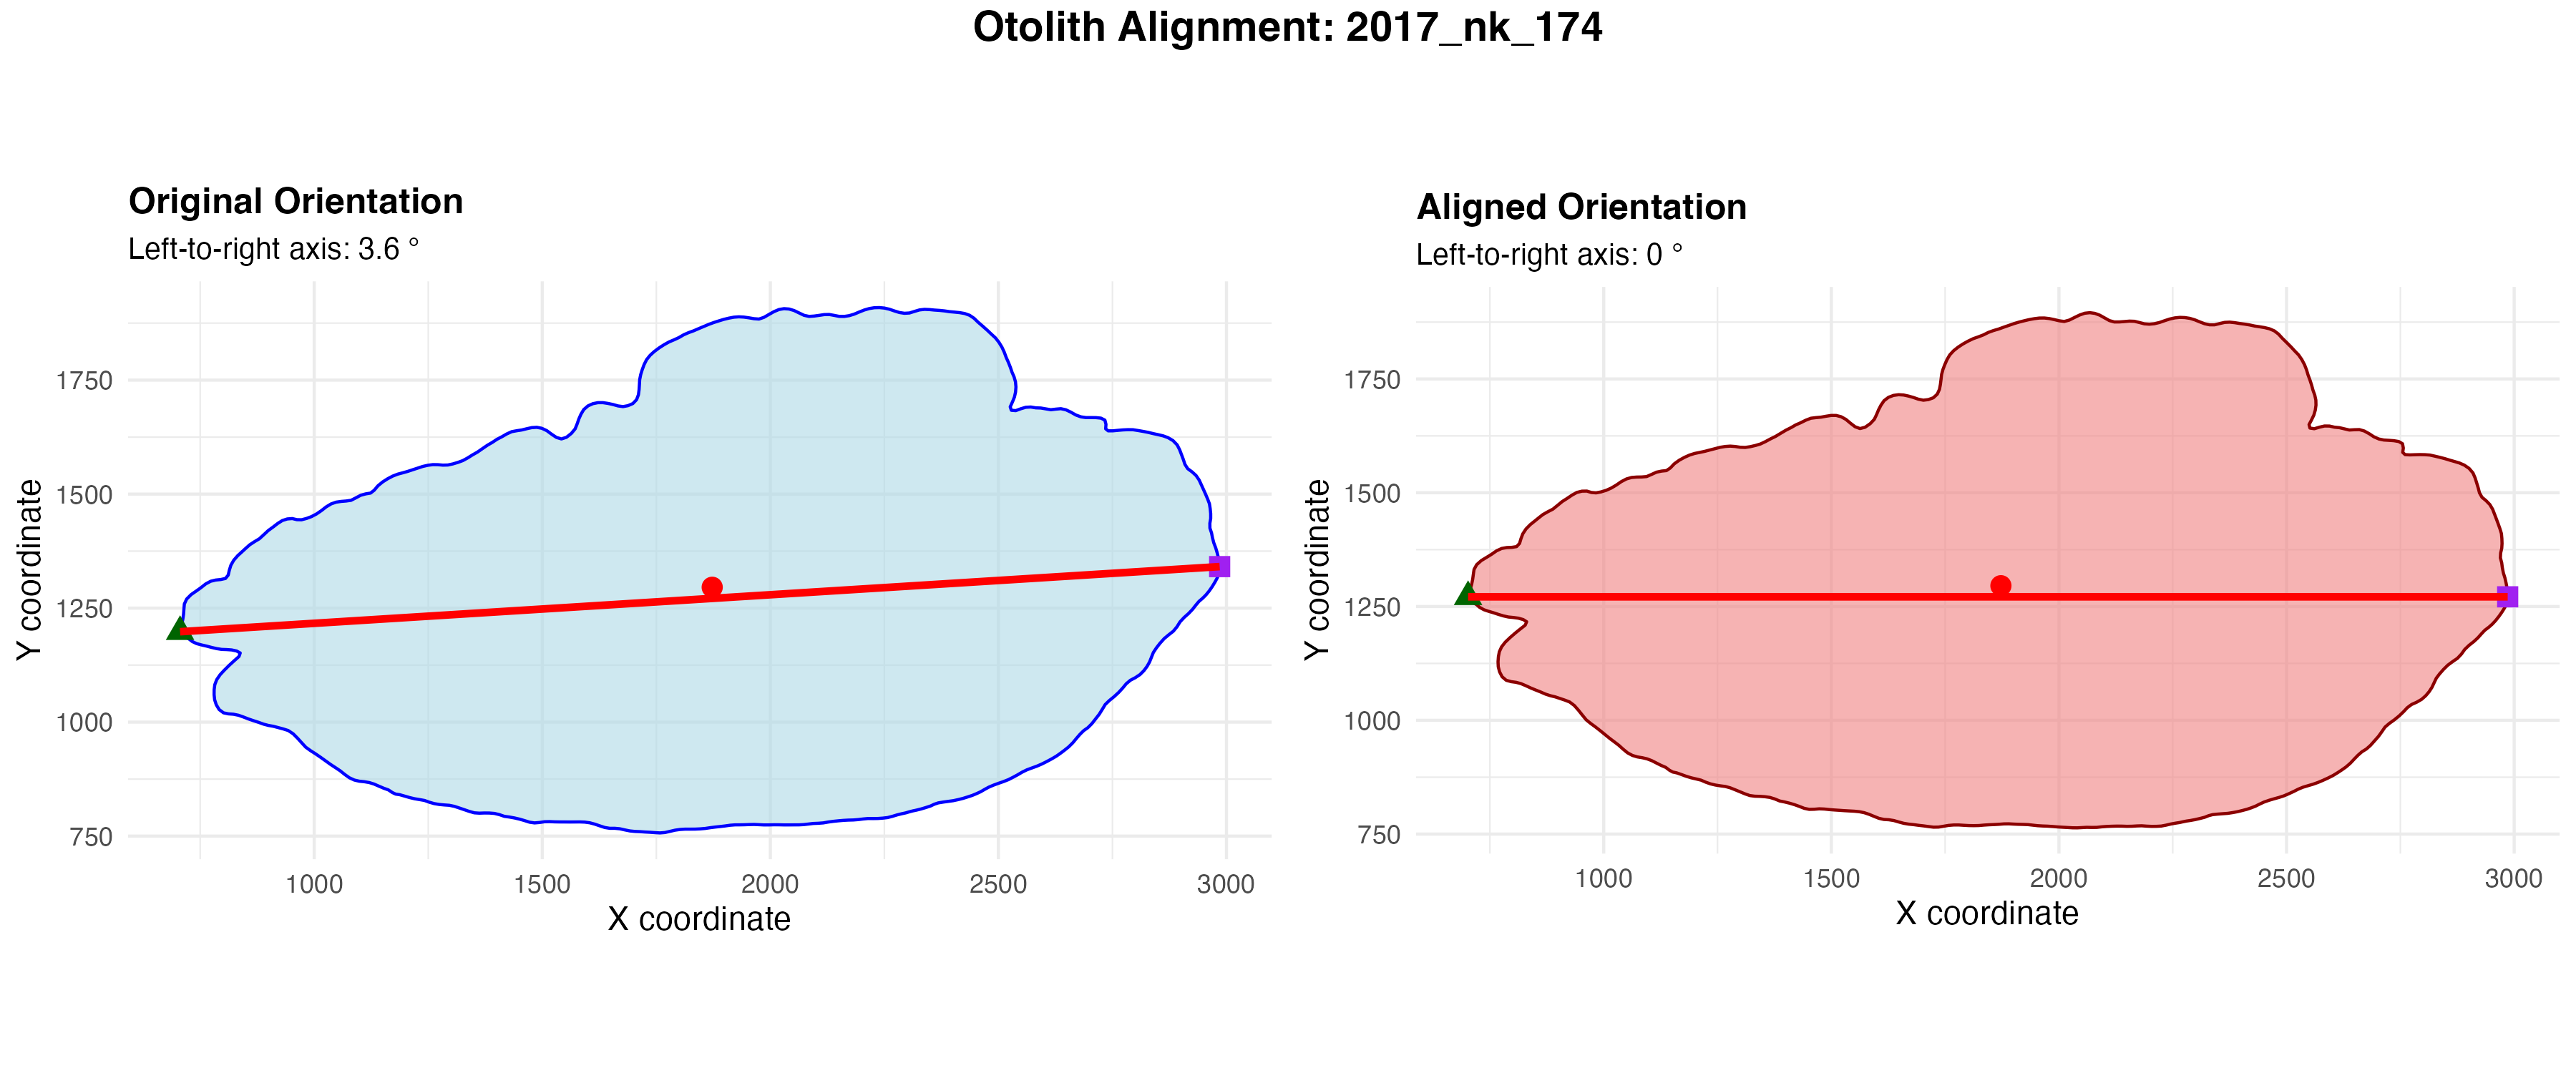 Otolith Alignment: 2017_nk_174
Original Orientation
Left-to-right axis: 3.6 °
Y coordinate
1750
1500
1250
1000
750
1000 1500 2000 2500 3000
X coordinate
Aligned Orientation
Left-to-right axis: 0 °
Y coordinate
1750
1500
1250
1000
750
1000 1500 2000 2500 3000
X coordinate